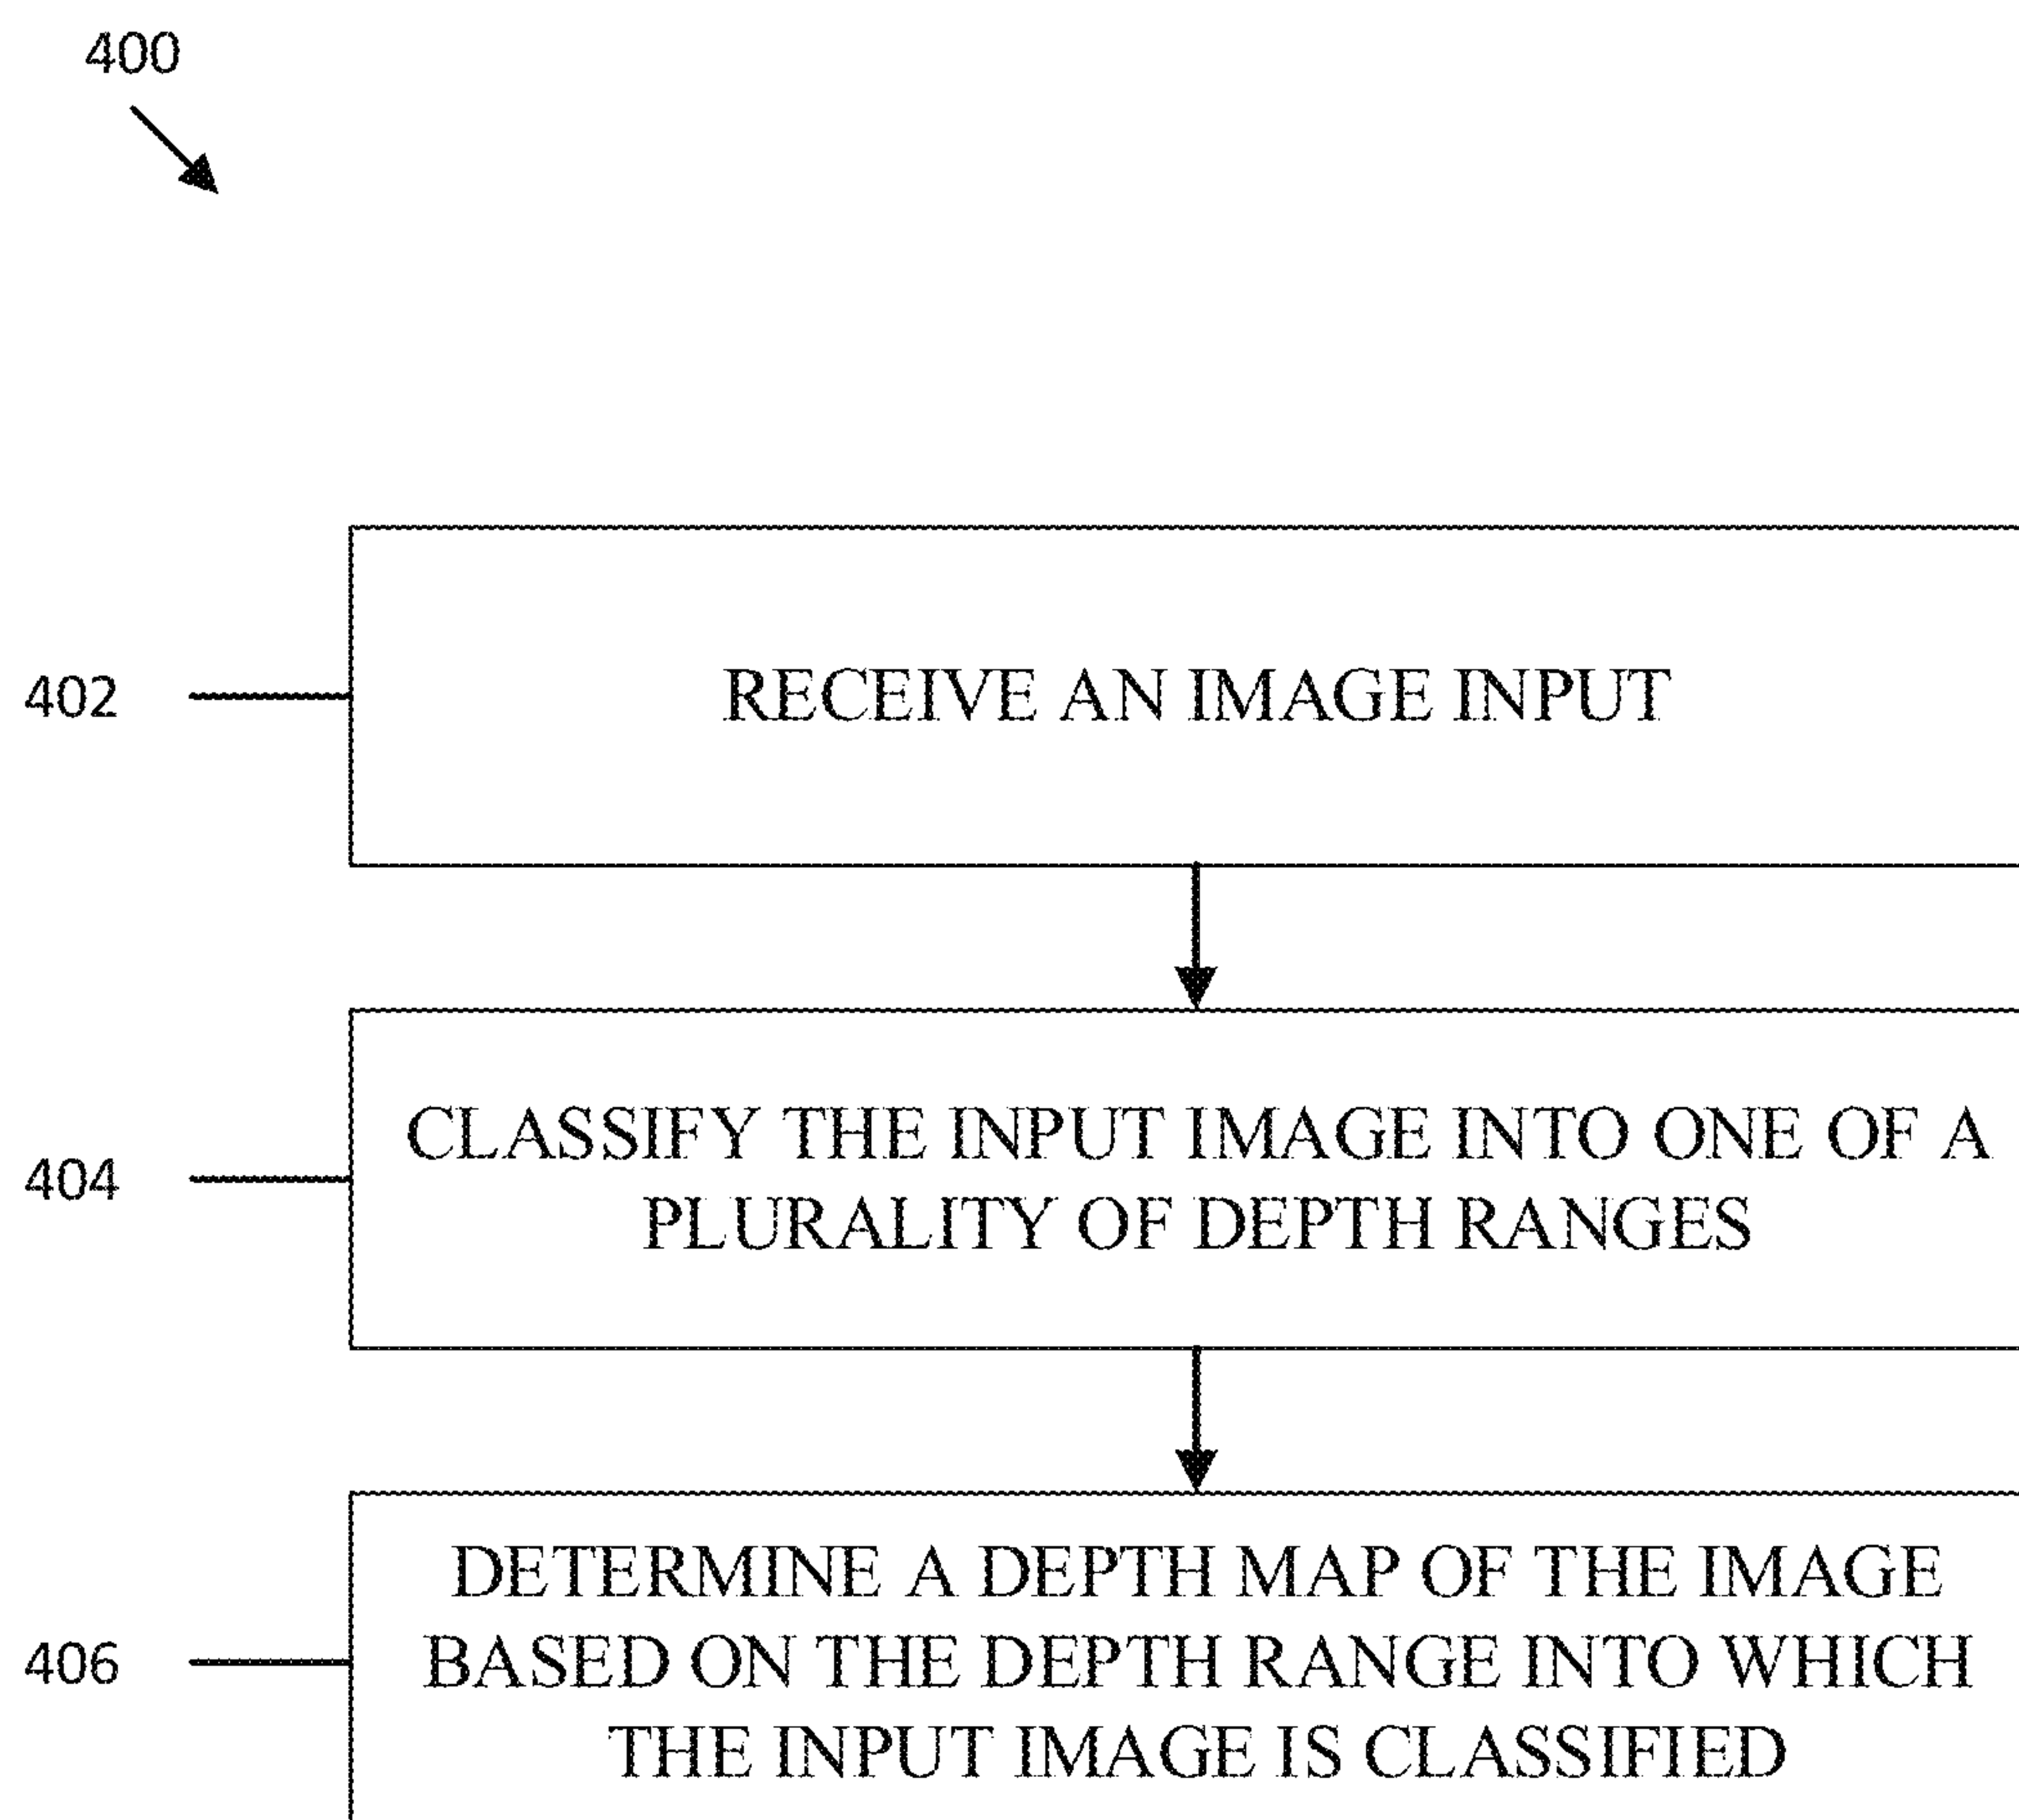 400
402
RECEIVE AN IMAGE INPUT
404
CLASSIFY THE INPUT IMAGE INTO ONE OF A
PLURALITY OF DEPTH RANGES
406
DETERMINE A DEPTH MAP OF THE IMAGE
BASED ON THE DEPTH RANGE INTO WHICH
THE INPUT IMAGE IS CLASSIFIED